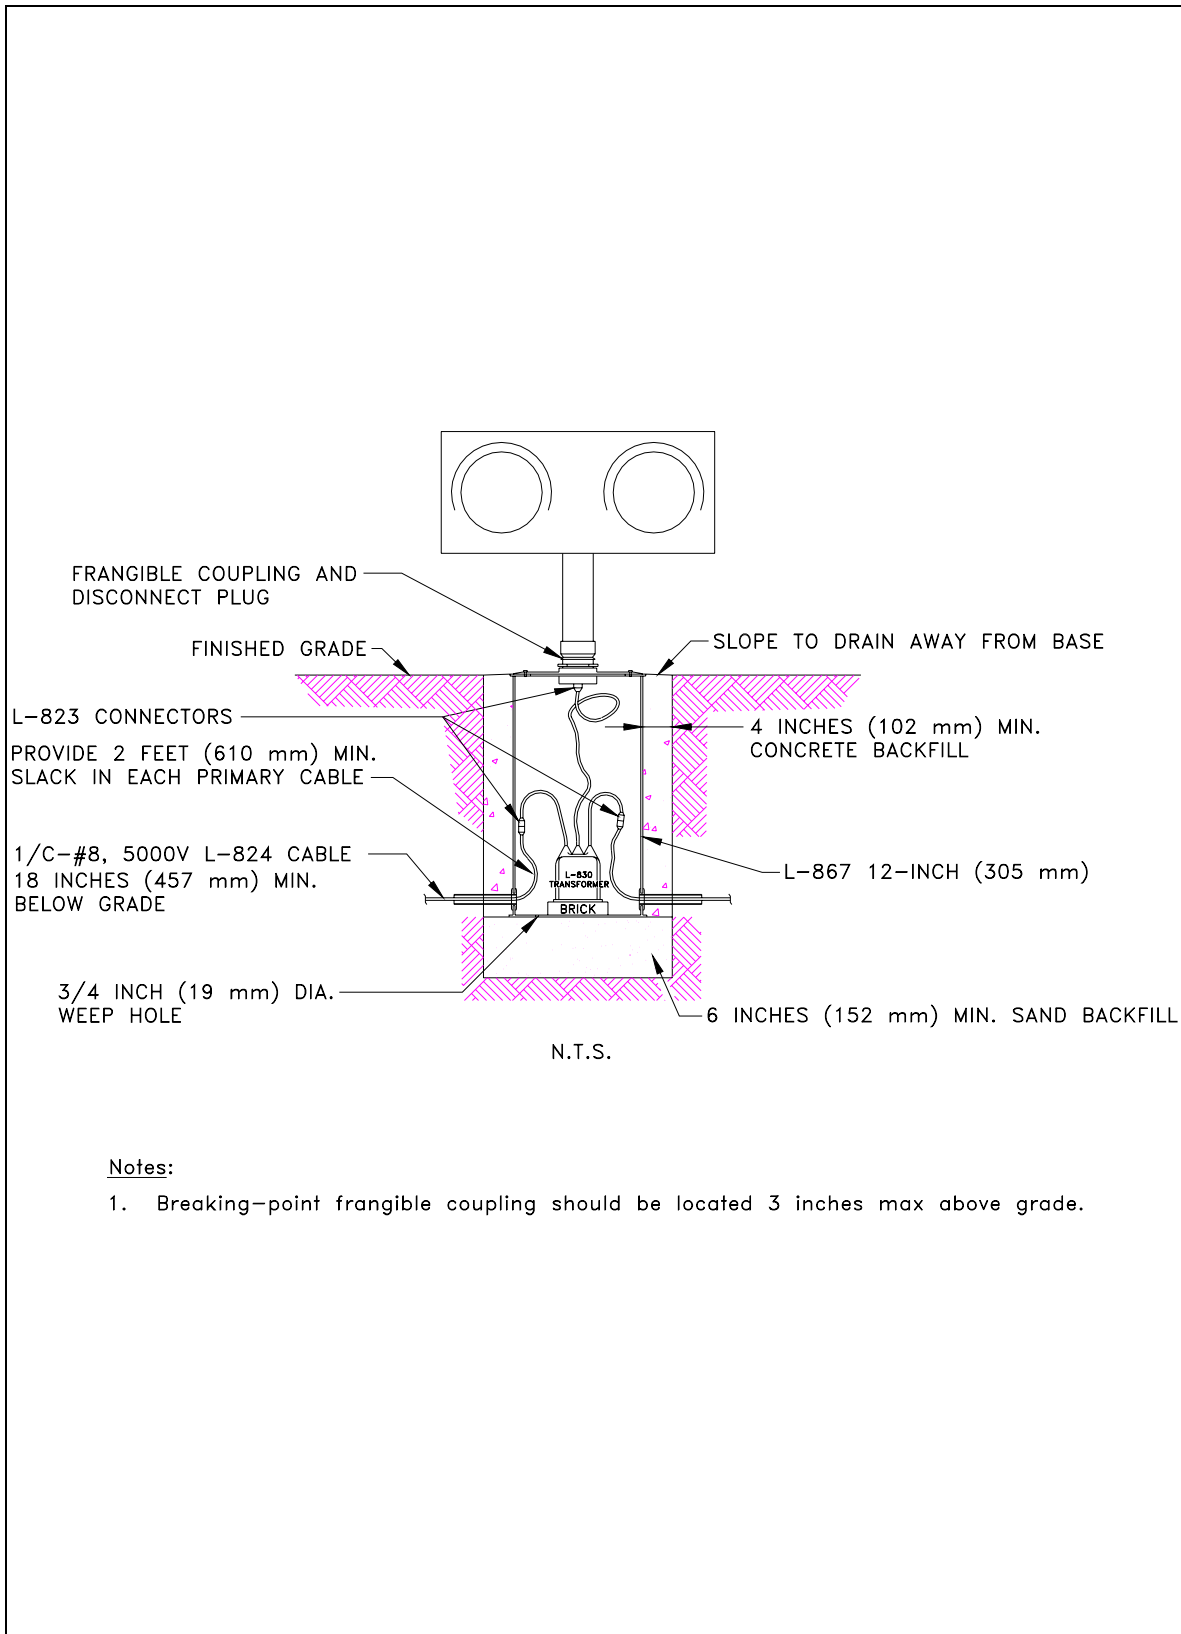 FRANGIBLE COUPLING AND
DISCONNECT PLUG
FINISHED GRADE
SLOPE TO DRAIN AWAY FROM BASE
L-823 CONNECTORS
4 INCHES (102 mm) MIN.
CONCRETE BACKFILL
PROVIDE 2 FEET (610 mm) MIN.
SLACK IN EACH PRIMARY CABLE
1/C-#8, 5000V L-824 CABLE
18 INCHES (457 mm) MIN.
BELOW GRADE
L-830
TRANSFORMER
BRICK
L-867 12-INCH (305 mm)
3/4 INCH (19 mm) DIA.
WEEP HOLE
6 INCHES (152 mm) MIN. SAND BACKFILL
N.T.S.
Notes:
1. Breaking-point frangible coupling should be located 3 inches max above grade.